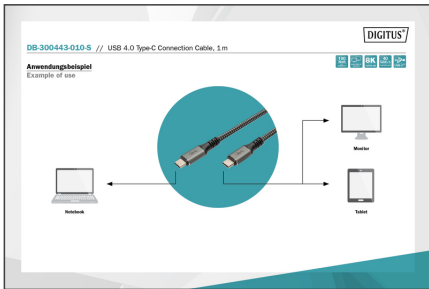 DIGITUS®
DB-300443-010-S // USB 4.0 Type-C Connection Cable, 1 m
Anwendungsbeispiel
Example of use
8K
Monitor
Notebook
Tablet